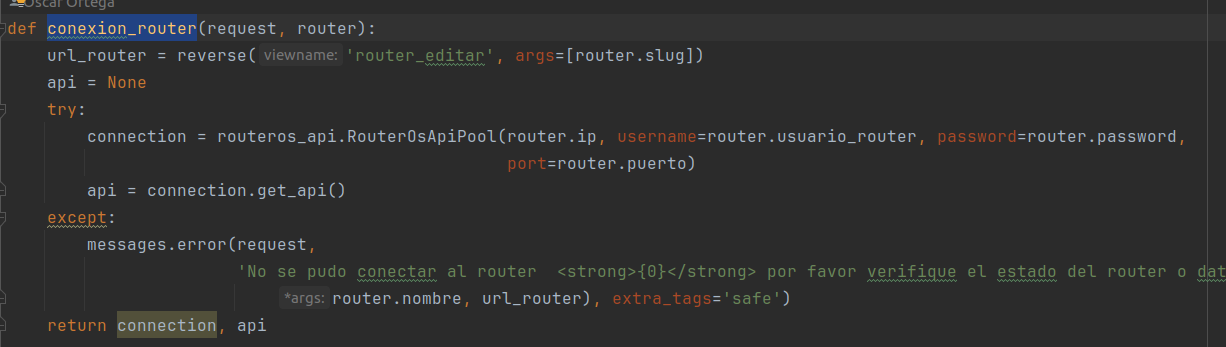 Oscar Ortega
def conexion_router(request, router):
    url_router = reverse( viewname: 'router_editar', args=[router.slug])
    api = None
    try:
        connection = routeros_api.RouterOsApiPool(router.ip, username=router.usuario_router, password=router.password,
                                                  port=router.puerto)
        api = connection.get_api()
    except:
        messages.error(request,
                       'No se pudo conectar al router  <strong>{0}</strong> por favor verifique el estado del router o dat
                           *args: router.nombre, url_router), extra_tags='safe')
    return connection, api